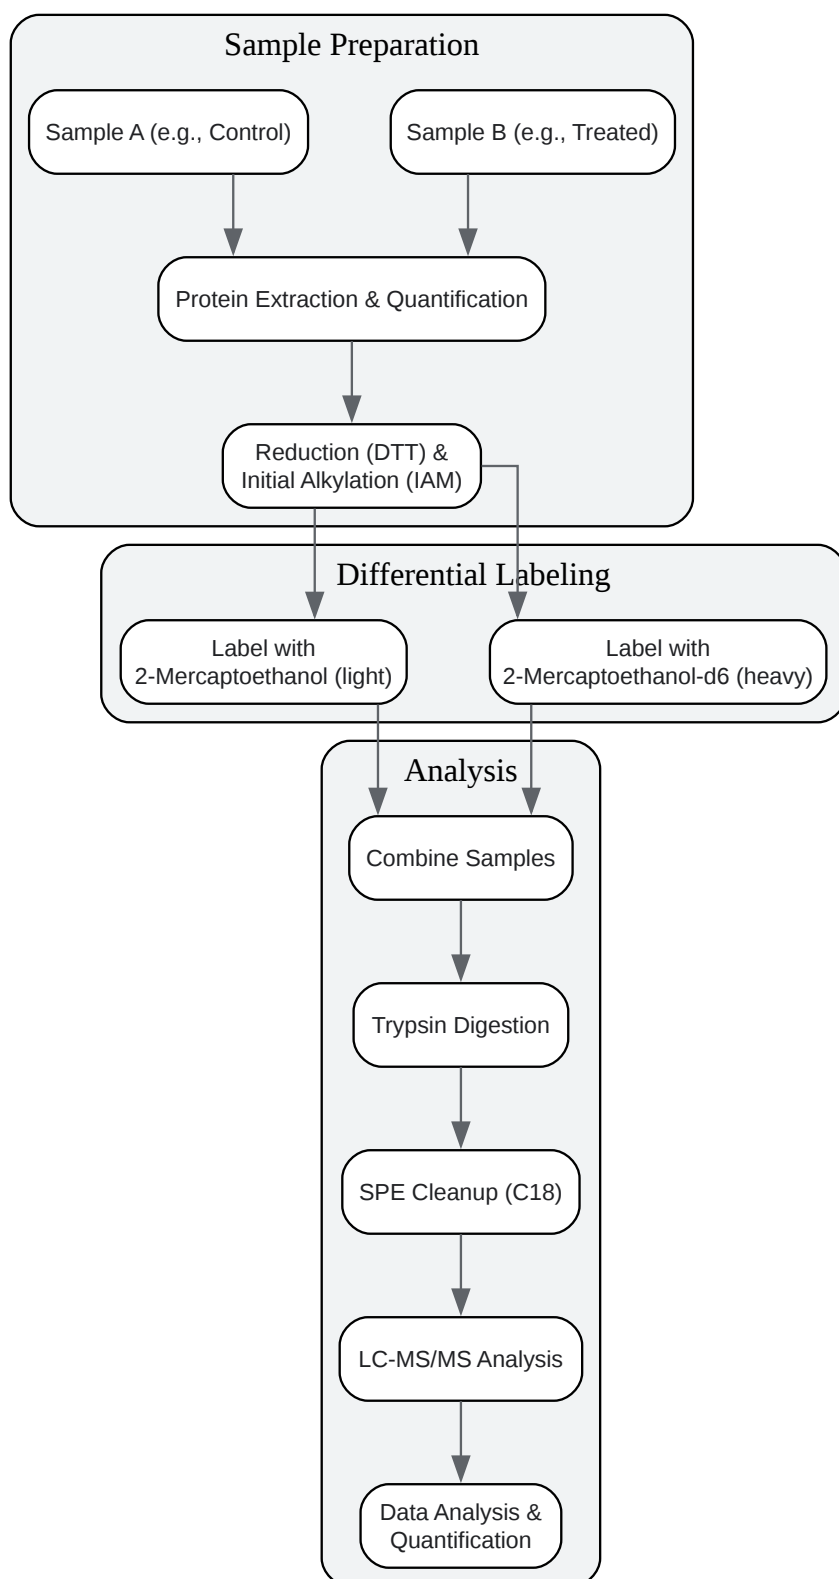 Sample Preparation
Sample A (e.g., Control)
Sample B (e.g., Treated)
Protein Extraction & Quantification
Reduction (DTT) &
Initial Alkylation (IAM)
Differential Labeling
Label with
2-Mercaptoethanol (light)
Label with
2-Mercaptoethanol-d6 (heavy)
Analysis
Combine Samples
Trypsin Digestion
SPE Cleanup (C18)
LC-MS/MS Analysis
Data Analysis &
Quantification